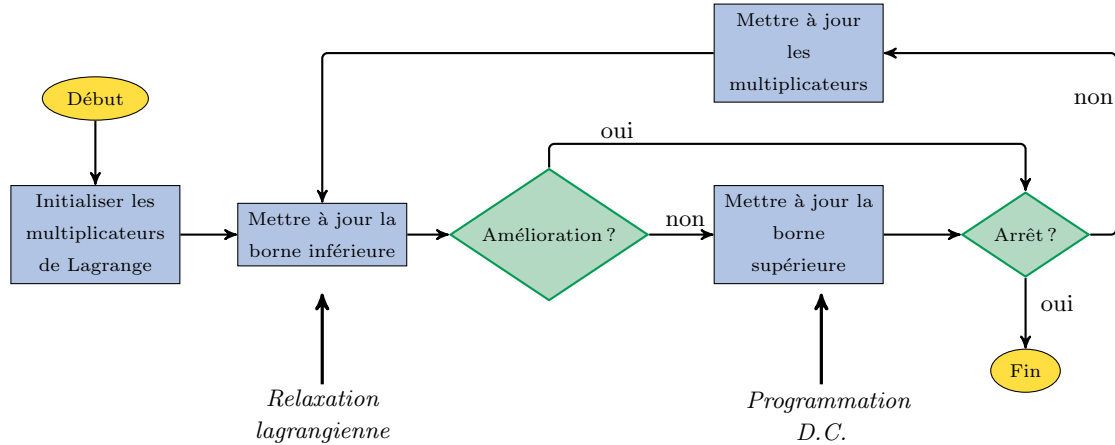 Début
Initialiser les
multiplicateurs
de Lagrange
Mettre à jour la
borne inférieure
Relaxation
lagrangienne
Amélioration ?
oui
non
Mettre à jour la
borne
supérieure
Programmation
D.C.
Arrêt ?
non
Mettre à jour
les
multiplicateurs
oui
Fin